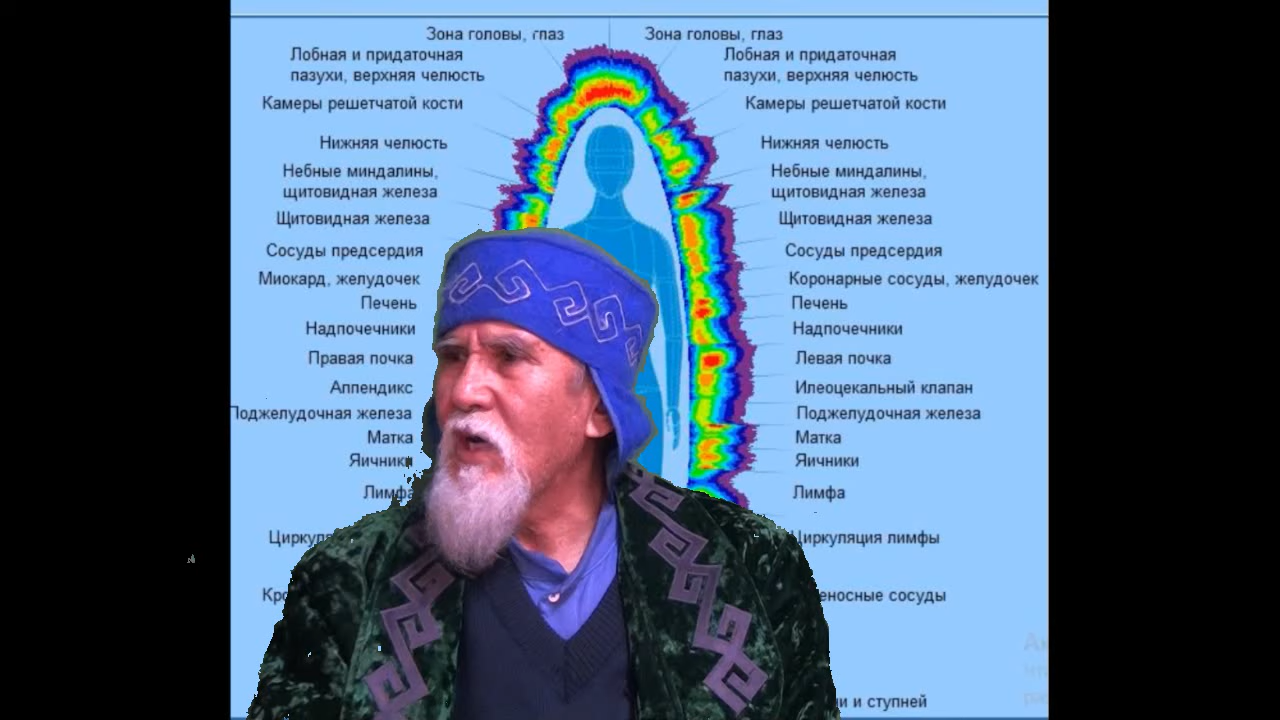 Зона головы, глаз
Лобная и придаточная
пазухи, верхняя челюсть
Камеры решетчатой кости
Нижняя челюсть
Небные миндалины,
щитовидная железа
Щитовидная железа
Сосуды предсердия
Миокард, желудочек
Печень
Надпочечники
Правая почка
Аппендикс
Поджелудочная железа
Матка
Яичники
Лимфа
Зона головы, глаз
Лобная и придаточная
пазухи, верхняя челюсть
Камеры решетчатой кости
Нижняя челюсть
Небные миндалины,
щитовидная железа
Щитовидная железа
Сосуды предсердия
Коронарные сосуды, желудочек
Печень
Надпочечники
Левая почка
Илеоцекальный клапан
Поджелудочная железа
Матка
Яичники
Лимфа
Циркуляция лимфы
сосуды
и ступней